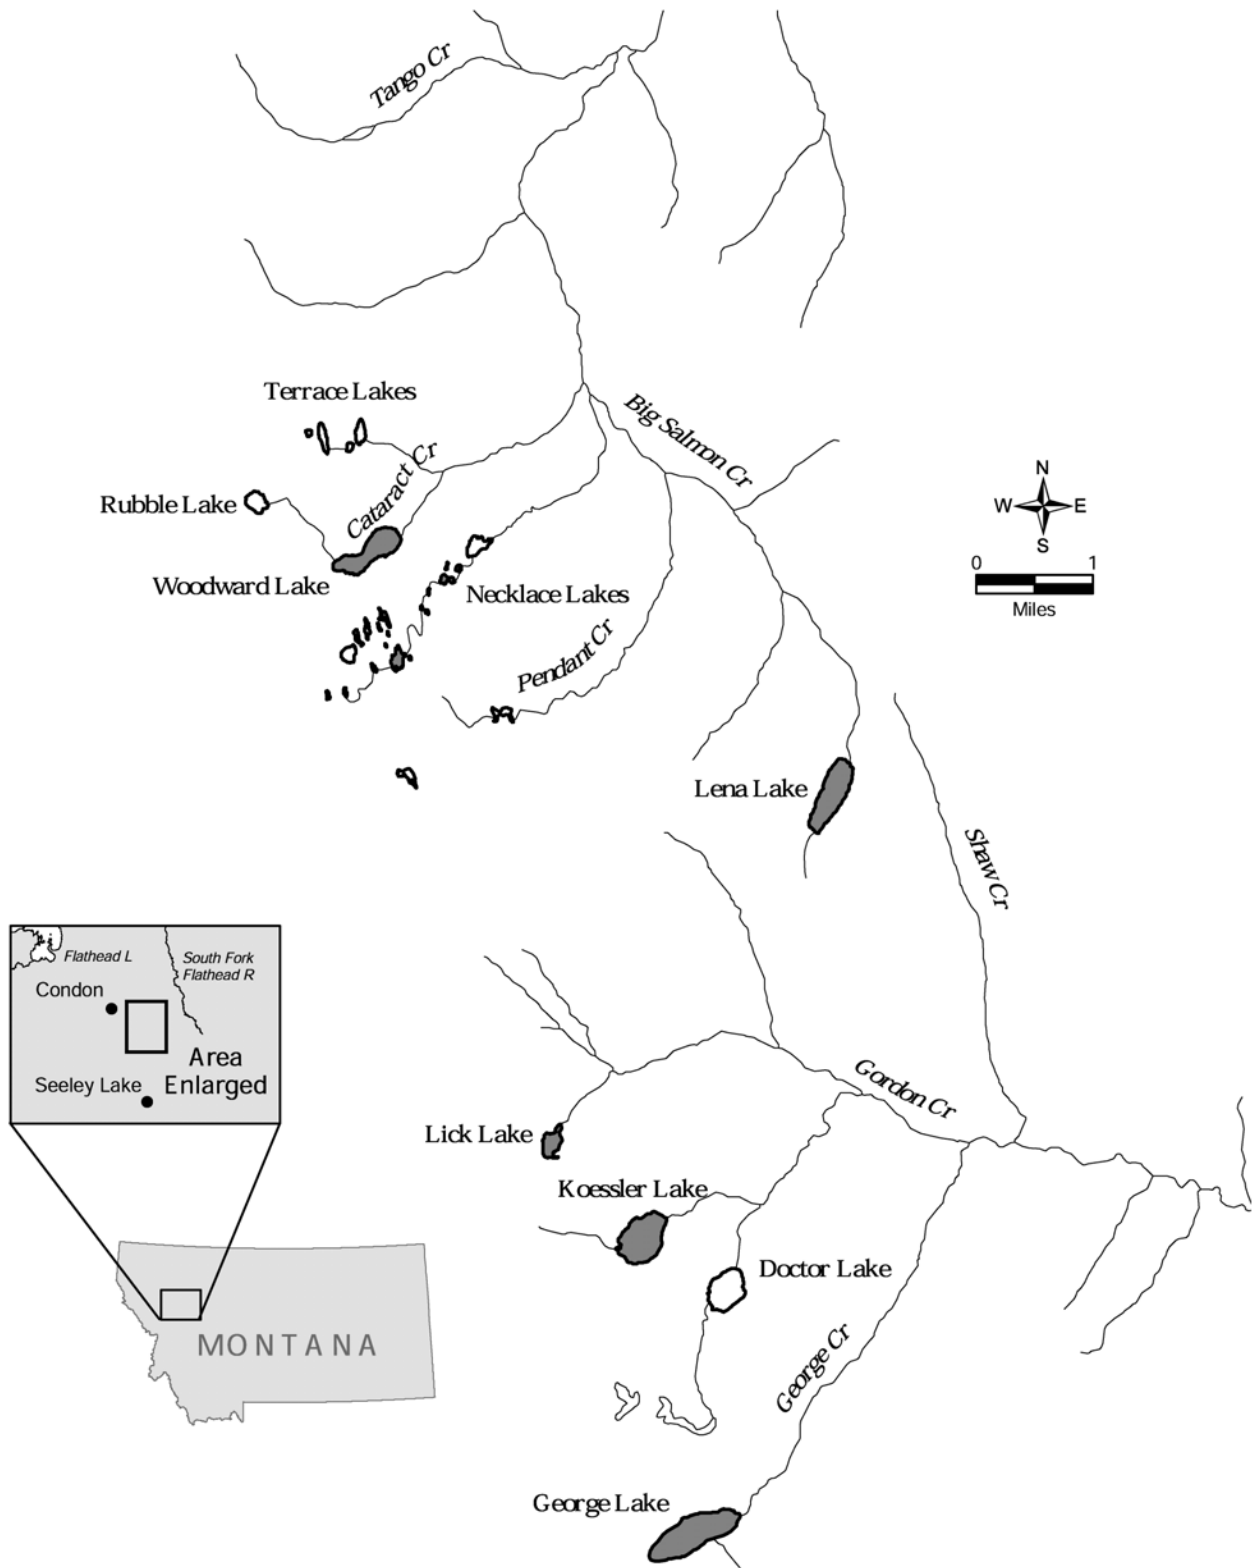 Tango Cr
Terrace Lakes
Big Salmon Cr
Cataract Cr
Rubble Lake
N
W E
S
Woodward Lake
Necklace Lakes
0 1
Miles
Pendant Cr
Lena Lake
Shaw Cr
Flathead L
South Fork
Flathead R
Condon
Area
Enlarged
Seeley Lake
Gordon Cr
Lick Lake
Koessler Lake
Doctor Lake
MONTANA
George Cr
George Lake